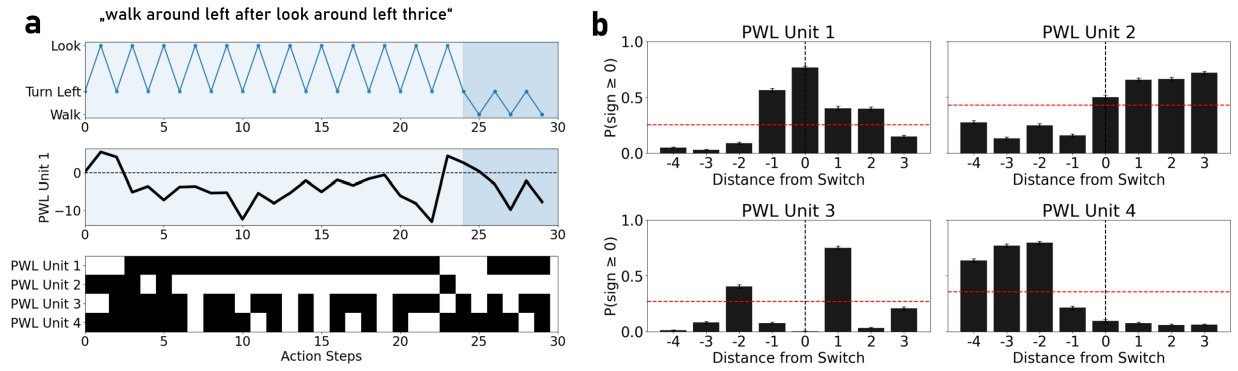 „walk around left after look around left thrice“
a
Look
Turn Left
Walk
0 5 10 15 20 25 30
PWL Unit 1
0
−10
0 5 10 15 20 25 30
PWL Unit 1
PWL Unit 2
PWL Unit 3
PWL Unit 4
0 5 10 15 20 25 30
Action Steps
b
PWL Unit 1
P(sign ≥ 0)
1.0
0.5
0.0
-4 -3 -2 -1 0 1 2 3
Distance from Switch
PWL Unit 2
-4 -3 -2 -1 0 1 2 3
Distance from Switch
PWL Unit 3
P(sign ≥ 0)
1.0
0.5
0.0
-4 -3 -2 -1 0 1 2 3
Distance from Switch
PWL Unit 4
-4 -3 -2 -1 0 1 2 3
Distance from Switch